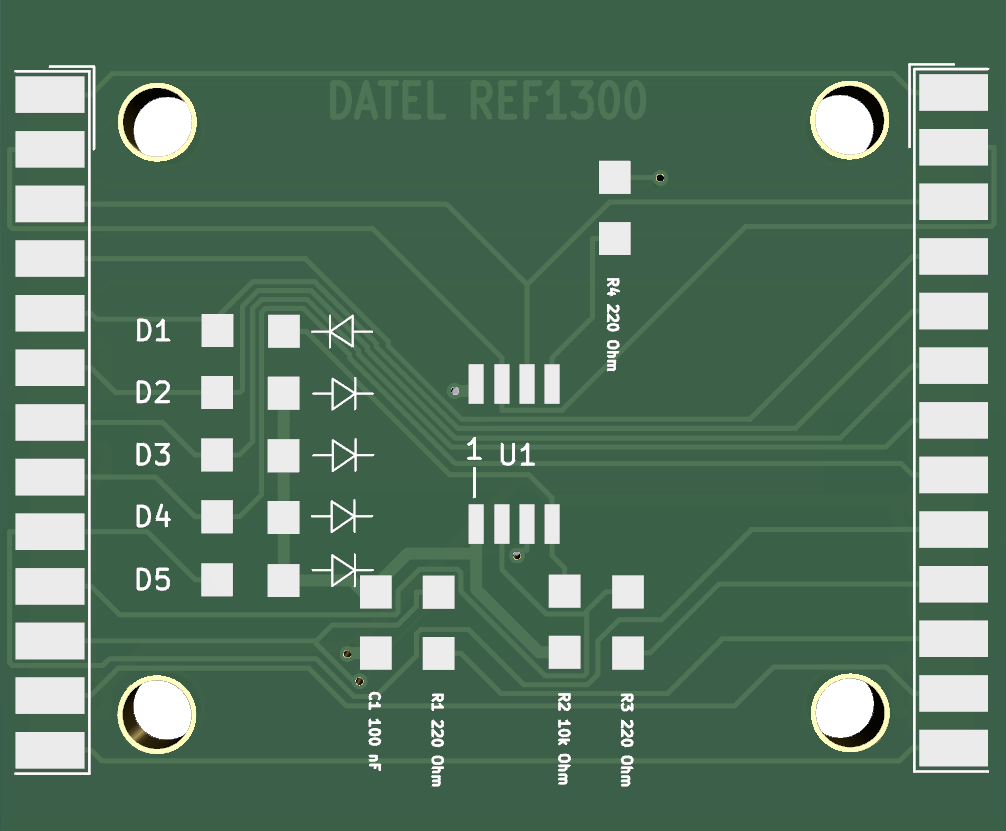 DATEL REF1300
R4 220 Ohm
D1
D2
D3
D4
D5
1
U1
C1 100 nF
R1 220 Ohm
R2 10k Ohm
R3 220 Ohm